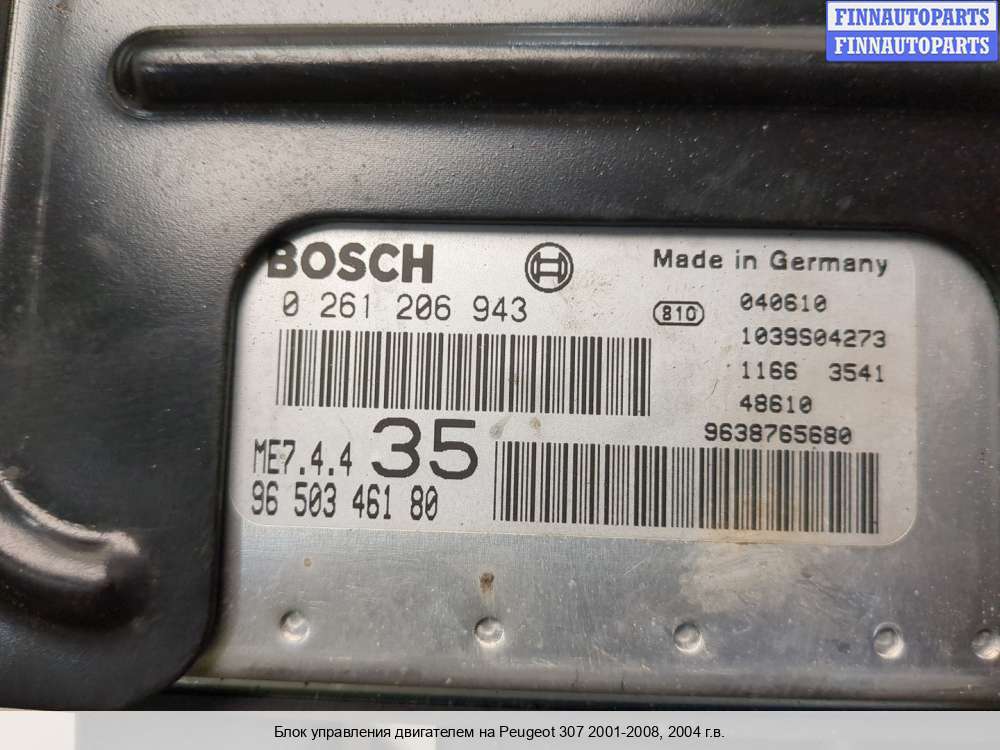 FINNAUTOPARTS
FINNAUTOPARTS
BOSCH
Made in Germany
0 261 206 943
810
040610
1039S04273
1166 3541
48610
9638765680
ME7.4.4 35
96 503 461 80
Блок управления двигателем на Peugeot 307 2001-2008, 2004 г.в.